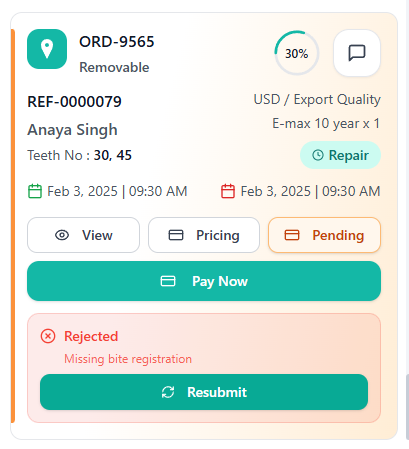 ORD-9565
Removable
30%
REF-0000079
Anaya Singh
Teeth No : 30, 45
USD / Export Quality
E-max 10 year x 1
Repair
Feb 3, 2025 | 09:30 AM
Feb 3, 2025 | 09:30 AM
View
Pricing
Pending
Pay Now
Rejected
Missing bite registration
Resubmit